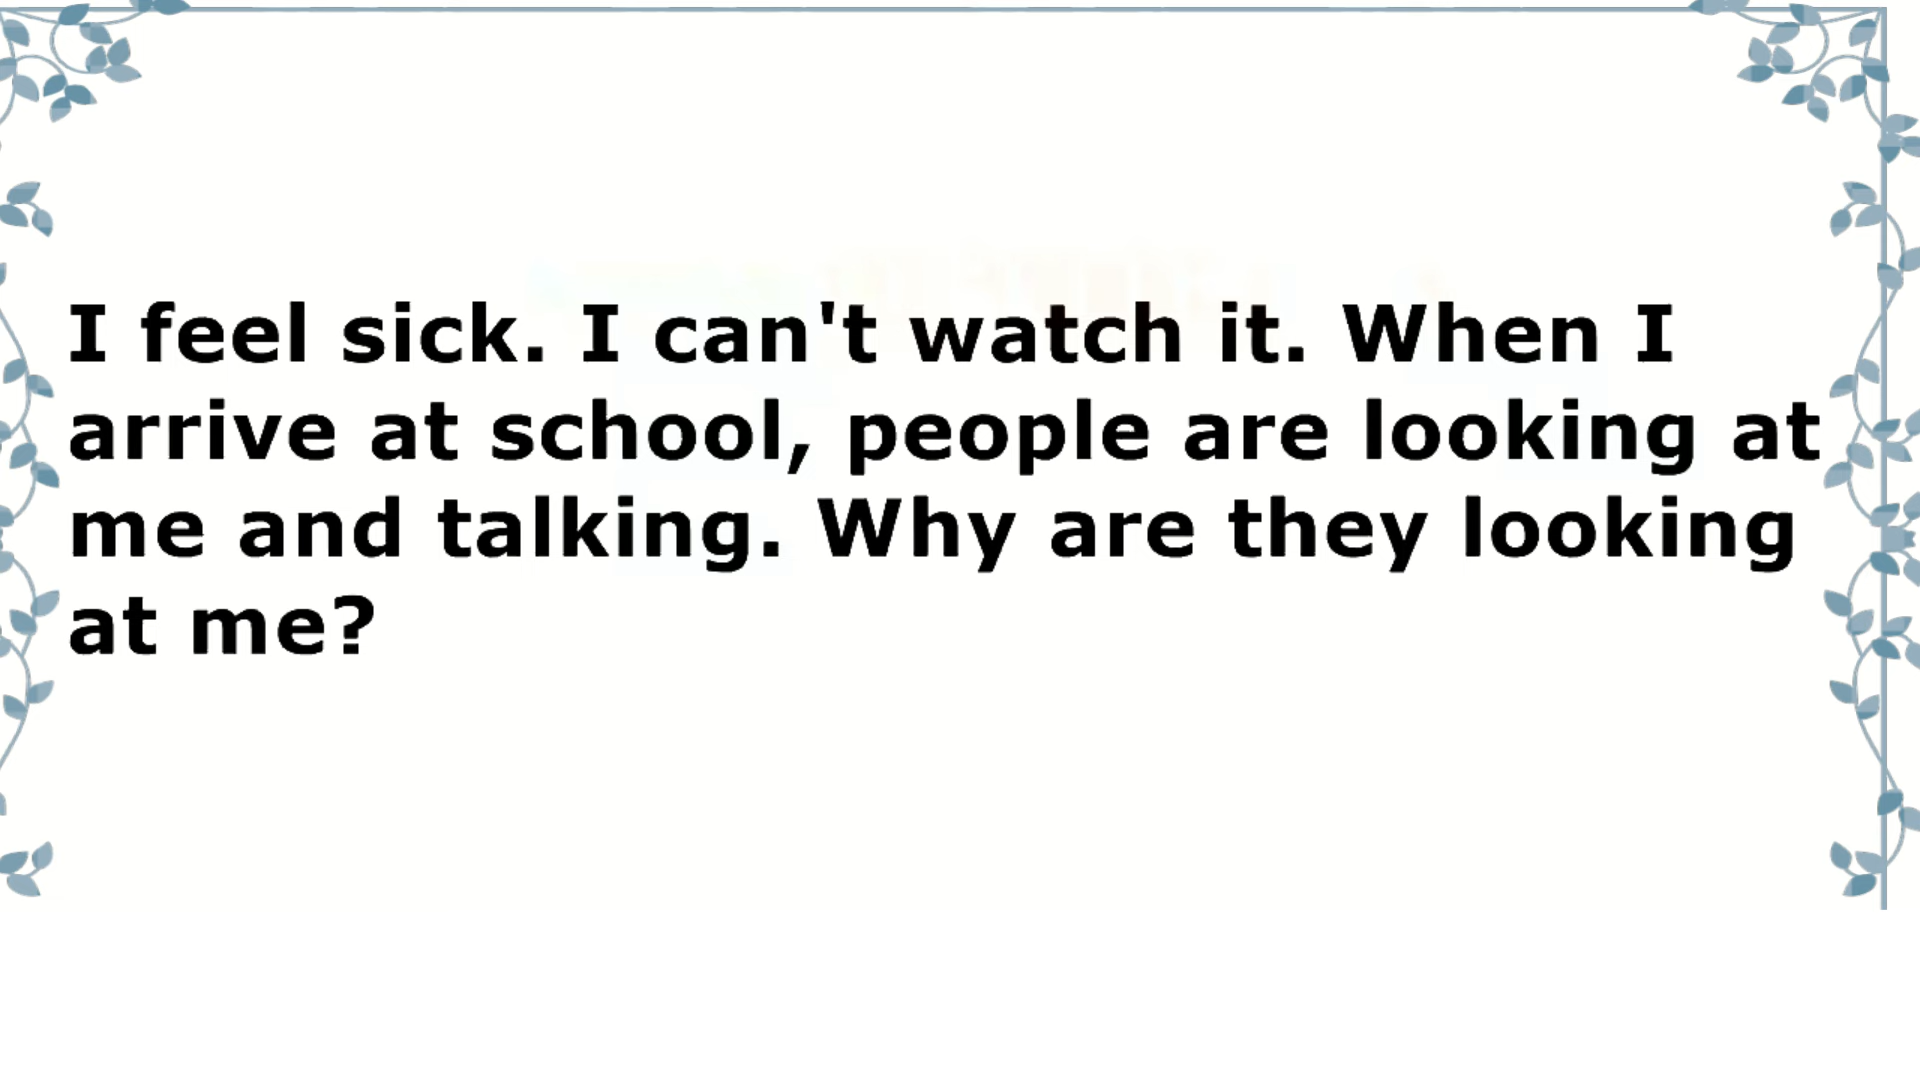 I feel sick. I can't watch it. When I
arrive at school, people are looking at
me and talking. Why are they looking
at me?